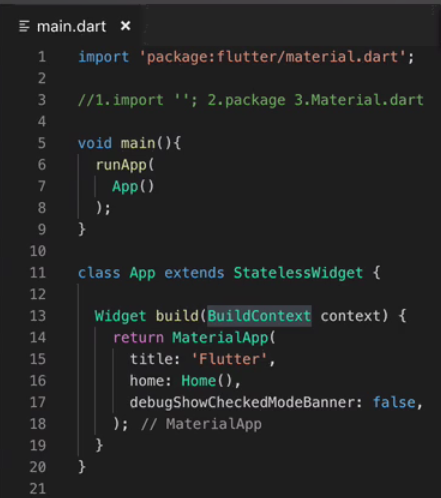 main.dart ×
1 import 'package:flutter/material.dart';
2
3 //1.import ''; 2.package 3.Material.dart
4
5 void main(){
6 runApp(
7 App()
8 );
9 }
10
11 class App extends StatelessWidget {
12
13 Widget build(BuildContext context) {
14 return MaterialApp(
15 title: 'Flutter',
16 home: Home(),
17 debugShowCheckedModeBanner: false,
18 ); // MaterialApp
19 }
20 }
21